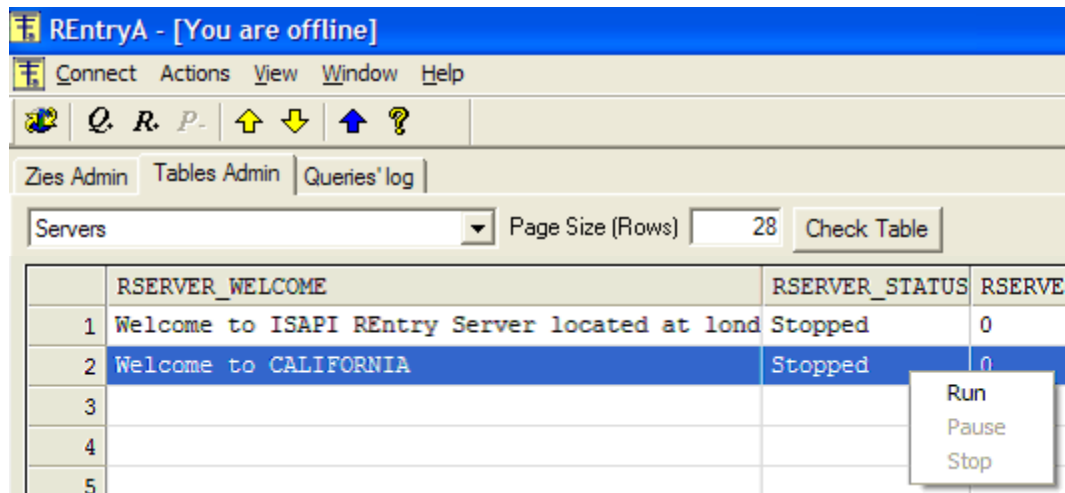 REntryA - [You are offline]
Connect Actions View Window Help
Q. R. P.
Zies Admin Tables Admin Queries' log
Servers Page Size (Rows) 28 Check Table
RSERVER_WELCOME RSERVER_STATUS RSERVE
1 Welcome to ISAPI REntry Server located at lond Stopped 0
2 Welcome to CALIFORNIA Stopped 0
Run
3
Pause
4
Stop
5